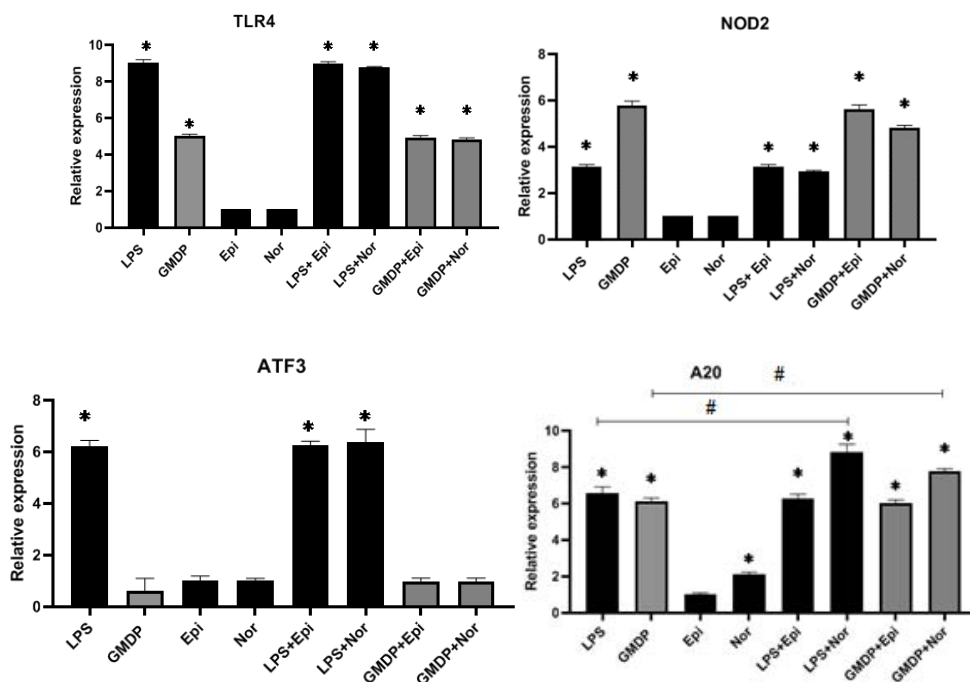 TLR4
Relative expression
10
8
6
4
2
0
*
*
*
*
*
*
LPS
GMDP
Epi
Nor
LPS+ Epi
LPS+Nor
GMDP+Epi
GMDP+Nor
NOD2
Relative expression
8
6
4
2
0
*
*
*
*
*
*
LPS
GMDP
Epi
Nor
LPS+ Epi
LPS+Nor
GMDP+Epi
GMDP+Nor
ATF3
Relative expression
8
6
4
2
0
*
*
*
LPS
GMDP
Epi
Nor
LPS+Epi
LPS+Nor
GMDP+Epi
GMDP+Nor
A20 #
#
Relative expression
10
8
6
4
2
0
*
*
*
*
*
*
*
LPS
GMDP
Epi
Nor
LPS+Epi
LPS+Nor
GMDP+Epi
GMDP+Nor